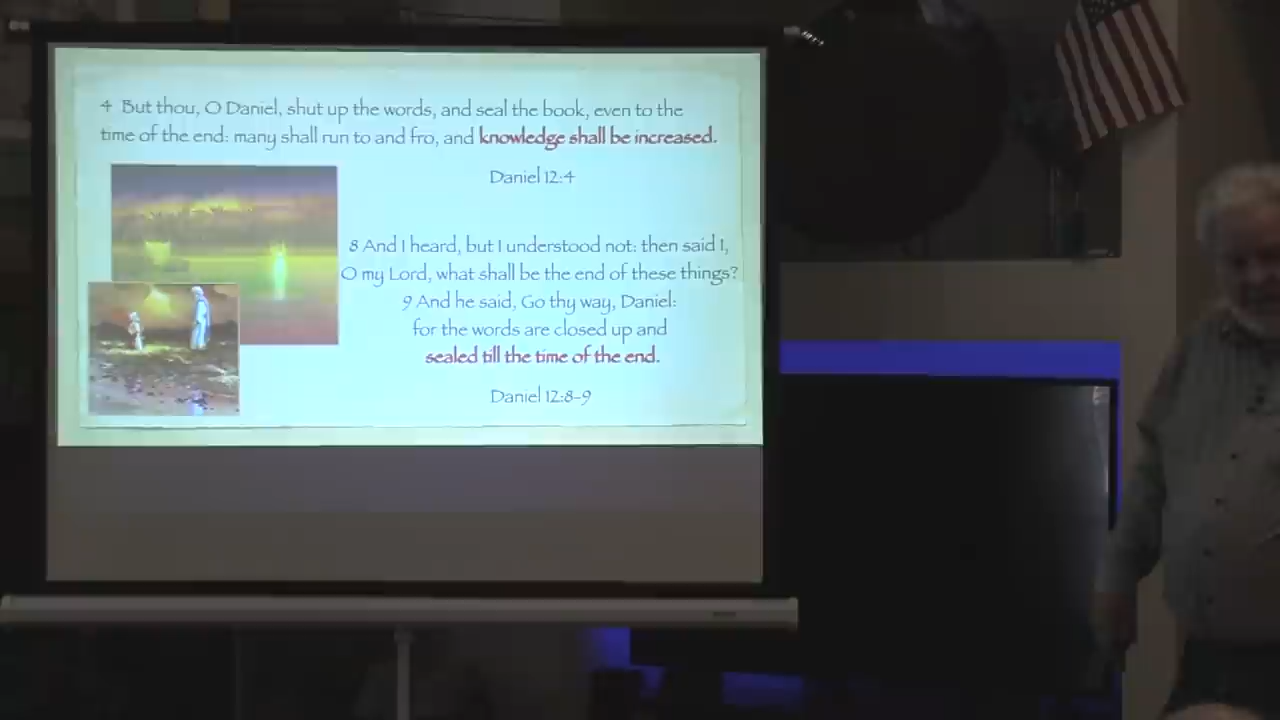 4 But thou, O Daniel, shut up the words, and seal the book, even to the
time of the end: many shall run to and fro, and knowledge shall be increased.
Daniel 12:4
8 And I heard, but I understood not: then said I,
O my Lord, what shall be the end of these things?
9 And he said, Go thy way, Daniel:
for the words are closed up and
sealed till the time of the end.
Daniel 12:8-9